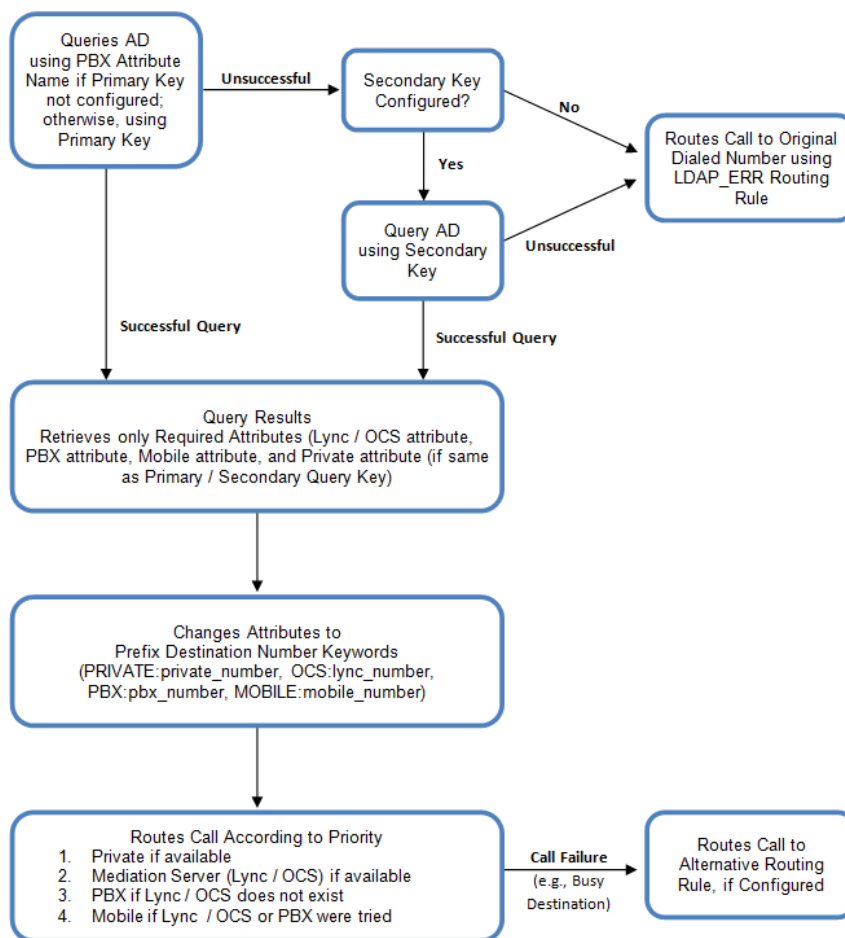 Queries AD
using PBX Attribute
Name if Primary Key
not configured;
otherwise, using
Primary Key
Unsuccessful
Secondary Key
Configured?
No
Routes Call to Original
Dialed Number using
LDAP_ERR Routing
Rule
Yes
Query AD
using Secondary
Key
Unsuccessful
Successful Query
Successful Query
Query Results
Retrieves only Required Attributes (Lync / OCS attribute,
PBX attribute, Mobile attribute, and Private attribute (if same
as Primary / Secondary Query Key)
Changes Attributes to
Prefix Destination Number Keywords
(PRIVATE:private_number, OCS:lync_number,
PBX:pbx_number, MOBILE:mobile_number)
Routes Call According to Priority
1. Private if available
2. Mediation Server (Lync / OCS) if available
3. PBX if Lync / OCS does not exist
4. Mobile if Lync / OCS or PBX were tried
Call Failure
(e.g., Busy
Destination)
Routes Call to
Alternative Routing
Rule, if Configured